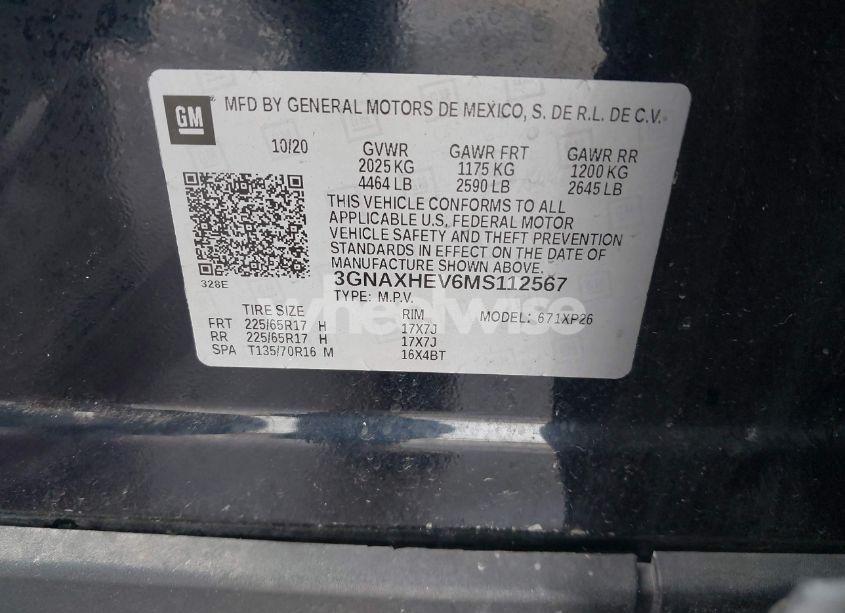 GM
MFD BY GENERAL MOTORS DE MEXICO, S. DE R.L. DE C.V.
10/20 GVWR GAWR FRT GAWR RR
2025 KG 1175 KG 1200 KG
4464 LB 2590 LB 2645 LB
THIS VEHICLE CONFORMS TO ALL
APPLICABLE U.S. FEDERAL MOTOR
VEHICLE SAFETY AND THEFT PREVENTION
STANDARDS IN EFFECT ON THE DATE OF
MANUFACTURE SHOWN ABOVE.
328E
3GNAXHEV6MS112567
TYPE: M.P.V.
TIRE SIZE RIM MODEL: 671XP26
FRT 225/65R17 H 17X7J
RR 225/65R17 H 17X7J
SPA T135/70R16 M 16X4BT
wheelwise